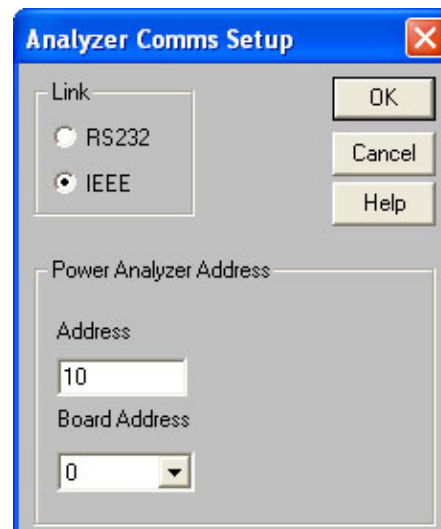 Analyzer Comms Setup
Link
RS232
IEEE
OK
Cancel
Help
Power Analyzer Address
Address
10
Board Address
0